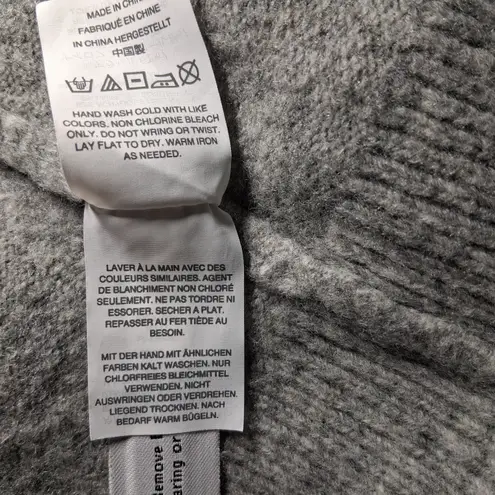 MADE IN CHINA
FABRIQUÉ EN CHINE
IN CHINA HERGESTELLT
中国製
HAND WASH COLD WITH LIKE
COLORS. NON CHLORINE BLEACH
ONLY. DO NOT WRING OR TWIST.
LAY FLAT TO DRY. WARM IRON
AS NEEDED.
LAVER À LA MAIN AVEC DES
COULEURS SIMILAIRES. AGENT
DE BLANCHIMENT NON CHLORÉ
SEULEMENT. NE PAS TORDRE NI
ESSORER. SECHER A PLAT.
REPASSER AU FER TIÈDE AU
BESOIN.
MIT DER HAND MIT ÄHNLICHEN
FARBEN KALT WASCHEN. NUR
CHLORFREIES BLEICHMITTEL
VERWENDEN. NICHT
AUSWRINGEN ODER VERDREHEN.
LIEGEND TROCKNEN. NACH
BEDARF WARM BÜGELN.
emove
aring or